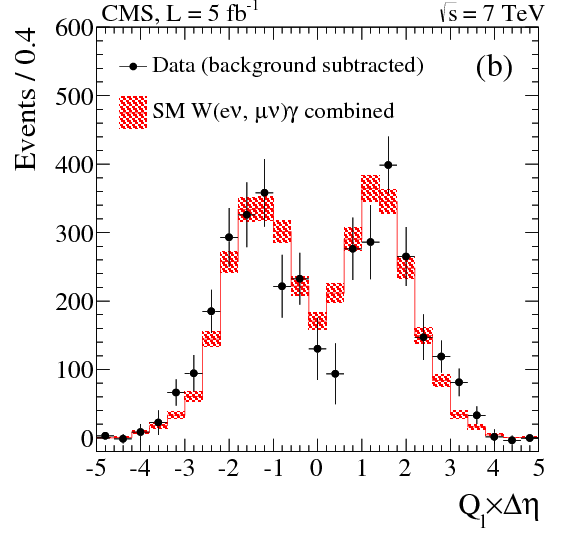 CMS, L = 5 fb⁻¹ √s = 7 TeV
600
500
400
300
200
100
0
Events / 0.4
(b)
Data (background subtracted)
SM W(eν, μν)γ combined
-5 -4 -3 -2 -1 0 1 2 3 4 5
Q_l×Δη